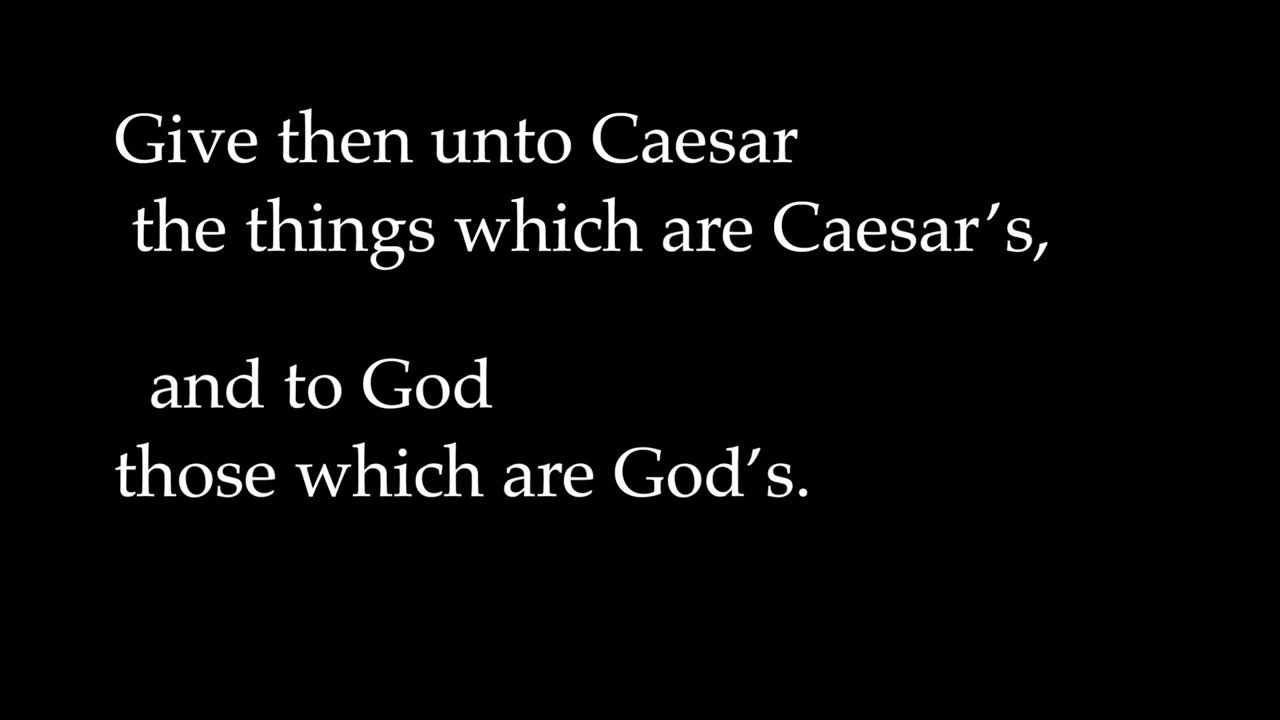 Give then unto Caesar
the things which are Caesar’s,
and to God
those which are God’s.